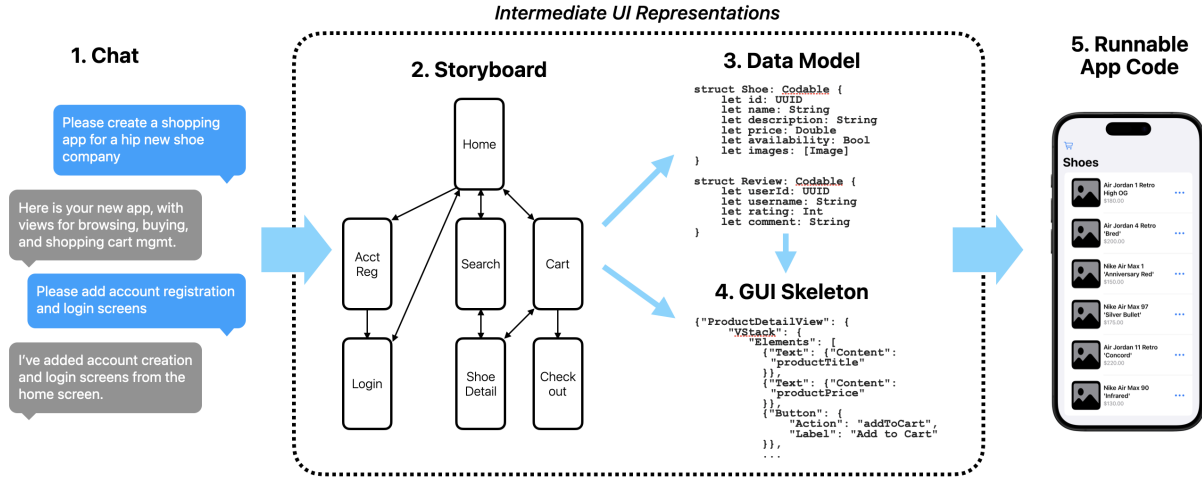 Intermediate UI Representations
1. Chat
Please create a shopping
app for a hip new shoe
company
Here is your new app, with
views for browsing, buying,
and shopping cart mgmt.
Please add account registration
and login screens
I've added account creation
and login screens from the
home screen.
2. Storyboard
Home
Acct
Reg
Search
Cart
Login
Shoe
Detail
Check
out
3. Data Model
struct Shoe: Codable {
let id: UUID
let name: String
let description: String
let price: Double
let availability: Bool
let images: [Image]
}
struct Review: Codable {
let userId: UUID
let username: String
let rating: Int
let comment: String
}
4. GUI Skeleton
{"ProductDetailView": {
"VStack": {
"Elements": [
{"Text": {"Content":
"productTitle"
}},
{"Text": {"Content":
"productPrice"
}},
{"Button": {
"Action": "addToCart",
"Label": "Add to Cart"
}},
...
5. Runnable
App Code
Shoes
Air Jordan 1 Retro
High OG
$180.00
Air Jordan 4 Retro
'Bred'
$200.00
Nike Air Max 1
'Anniversary Red'
$150.00
Nike Air Max 97
'Silver Bullet'
$175.00
Air Jordan 11 Retro
'Concord'
$220.00
Nike Air Max 90
'Infrared'
$130.00